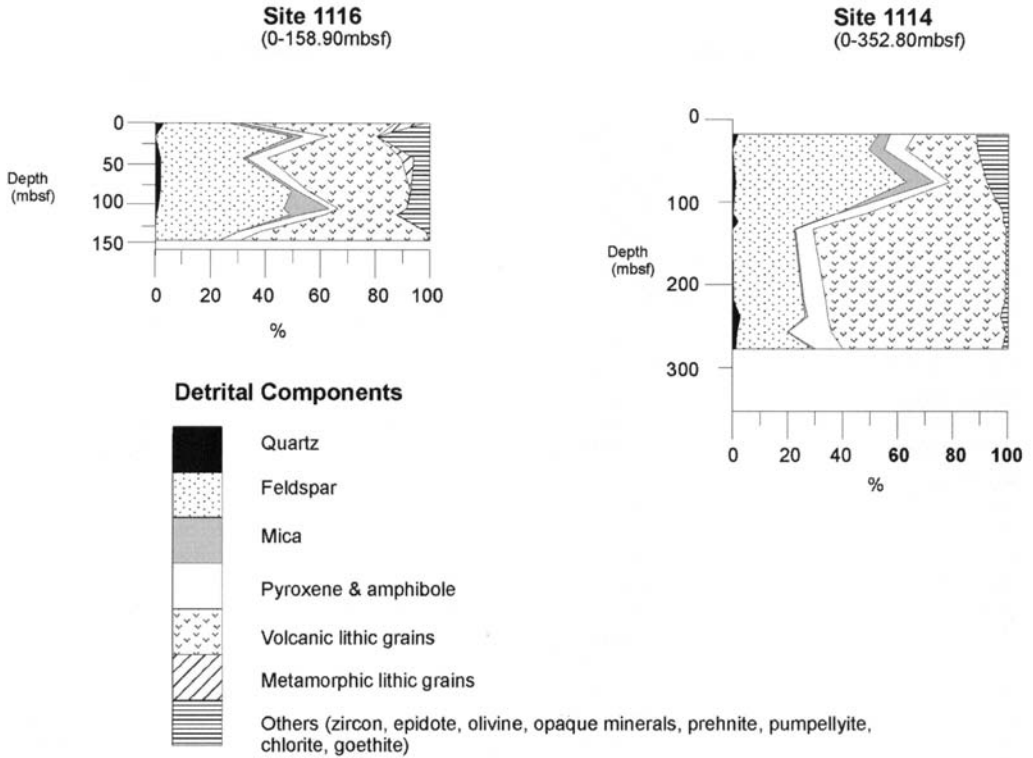 Site 1116
(0-158.90mbsf)
Site 1114
(0-352.80mbsf)
Depth
(mbsf)
0
50
100
150
0 20 40 60 80 100
%
Depth
(mbsf)
0
100
200
300
0 20 40 60 80 100
%
Detrital Components
Quartz
Feldspar
Mica
Pyroxene & amphibole
Volcanic lithic grains
Metamorphic lithic grains
Others (zircon, epidote, olivine, opaque minerals, prehnite, pumpellyite,
chlorite, goethite)